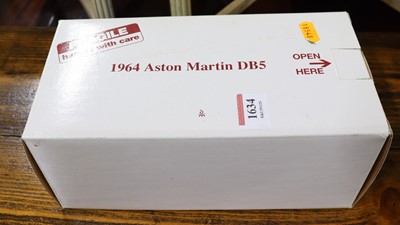 FRAGILE
handle with care
1964 Aston Martin DB5
OPEN
HERE
1634